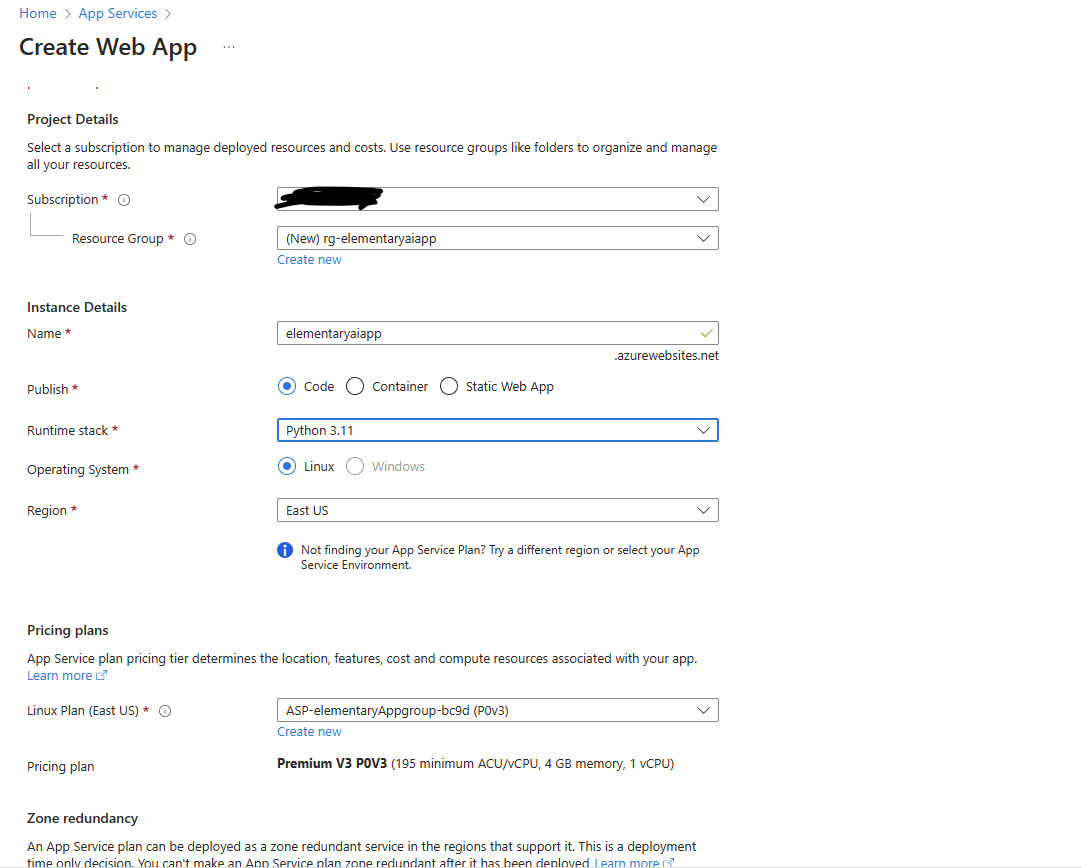 Home > App Services >
Create Web App ...
Project Details
Select a subscription to manage deployed resources and costs. Use resource groups like folders to organize and manage
all your resources.
Subscription *
Resource Group *
(New) rg-elementaryaiapp
Create new
Instance Details
Name *
elementaryaiapp
.azurewebsites.net
Publish *
Code Container Static Web App
Runtime stack *
Python 3.11
Operating System *
Linux Windows
Region *
East US
Not finding your App Service Plan? Try a different region or select your App
Service Environment.
Pricing plans
App Service plan pricing tier determines the location, features, cost and compute resources associated with your app.
Learn more
Linux Plan (East US) *
ASP-elementaryAppgroup-bc9d (P0v3)
Create new
Pricing plan
Premium V3 P0V3 (195 minimum ACU/vCPU, 4 GB memory, 1 vCPU)
Zone redundancy
An App Service plan can be deployed as a zone redundant service in the regions that support it. This is a deployment
time only decision. You can't make an App Service plan zone redundant after it has been deployed Learn more